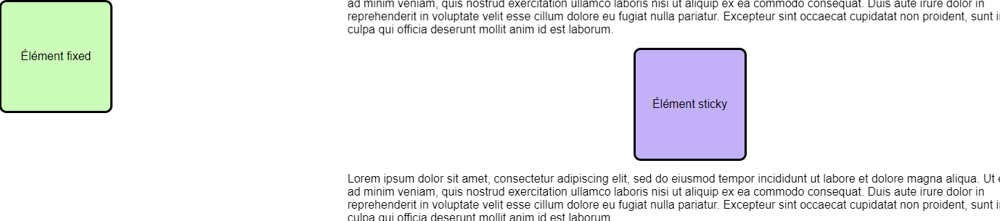 ad minim veniam, quis nostrud exercitation ullamco laboris nisi ut aliquip ex ea commodo consequat. Duis aute irure dolor in
reprehenderit in voluptate velit esse cillum dolore eu fugiat nulla pariatur. Excepteur sint occaecat cupidatat non proident, sunt
culpa qui officia deserunt mollit anim id est laborum.
Élément fixed
Élément sticky
Lorem ipsum dolor sit amet, consectetur adipiscing elit, sed do eiusmod tempor incididunt ut labore et dolore magna aliqua. Ut
ad minim veniam, quis nostrud exercitation ullamco laboris nisi ut aliquip ex ea commodo consequat. Duis aute irure dolor in
reprehenderit in voluptate velit esse cillum dolore eu fugiat nulla pariatur. Excepteur sint occaecat cupidatat non proident, sunt
culpa qui officia deserunt mollit anim id est laborum